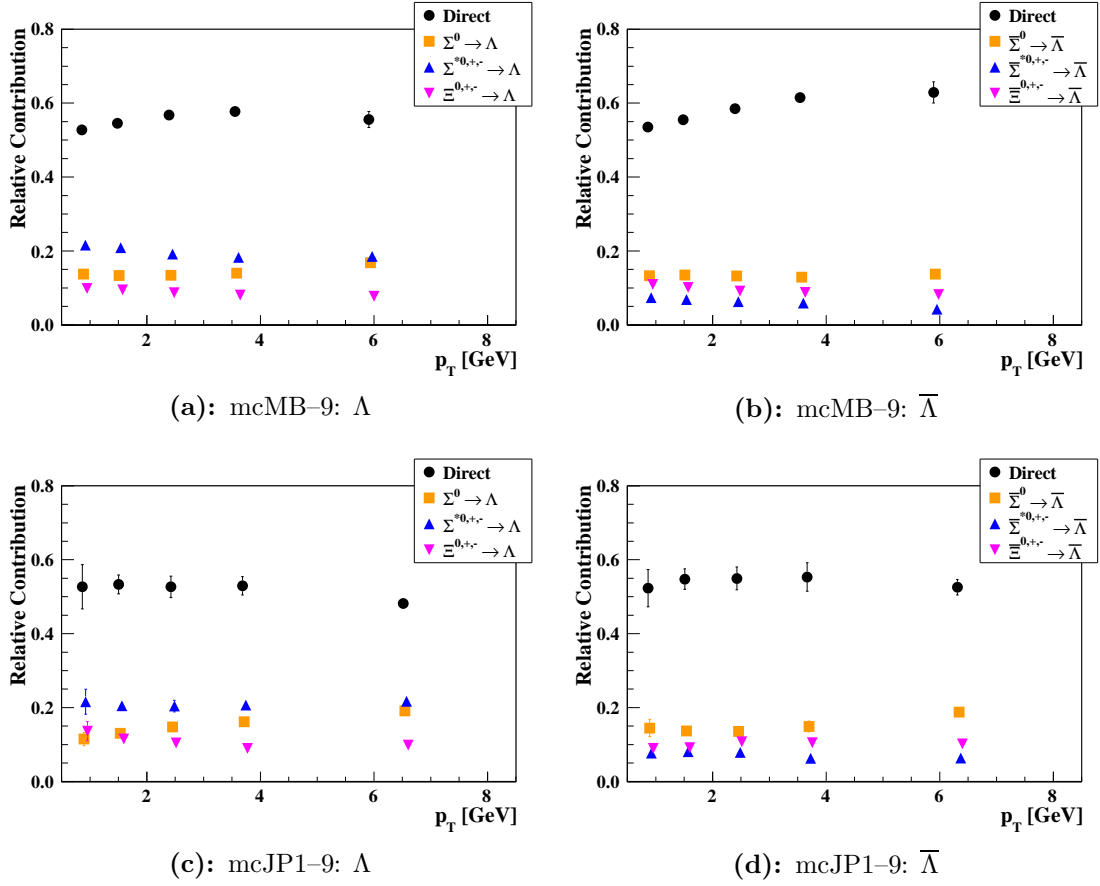 Relative Contribution
0.8
0.6
0.4
0.2
0.0
2 4 6 8
p_T [GeV]
Direct
Σ⁰ → Λ
Σ*⁰,⁺,⁻ → Λ
Ξ⁰,⁺,⁻ → Λ
(a): mcMB–9: Λ
Relative Contribution
0.8
0.6
0.4
0.2
0.0
2 4 6 8
p_T [GeV]
Direct
Σ̅⁰ → Λ̅
Σ̅*⁰,⁺,⁻ → Λ̅
Ξ̅⁰,⁺,⁻ → Λ̅
(b): mcMB–9: Λ̅
Relative Contribution
0.8
0.6
0.4
0.2
0.0
2 4 6 8
p_T [GeV]
Direct
Σ⁰ → Λ
Σ*⁰,⁺,⁻ → Λ
Ξ⁰,⁺,⁻ → Λ
(c): mcJP1–9: Λ
Relative Contribution
0.8
0.6
0.4
0.2
0.0
2 4 6 8
p_T [GeV]
Direct
Σ̅⁰ → Λ̅
Σ̅*⁰,⁺,⁻ → Λ̅
Ξ̅⁰,⁺,⁻ → Λ̅
(d): mcJP1–9: Λ̅